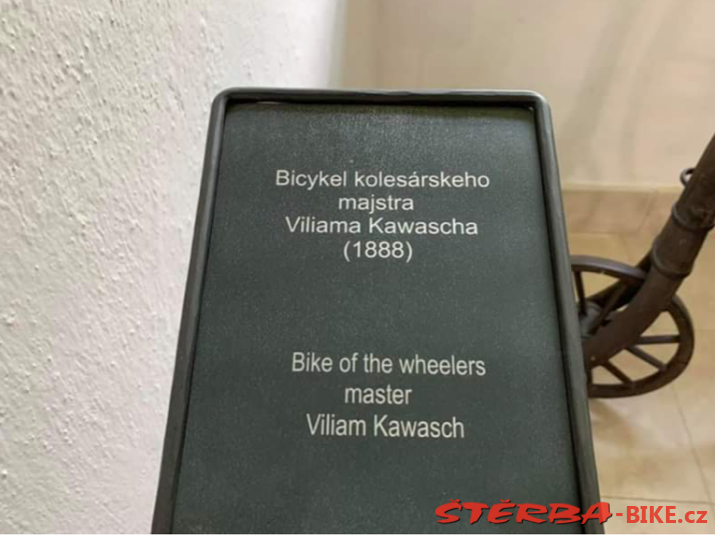 Bicykel kolesárskeho
majstra
Viliama Kawascha
(1888)
Bike of the wheelers
master
Viliam Kawasch
ŠTĚRBA-BIKE.cz